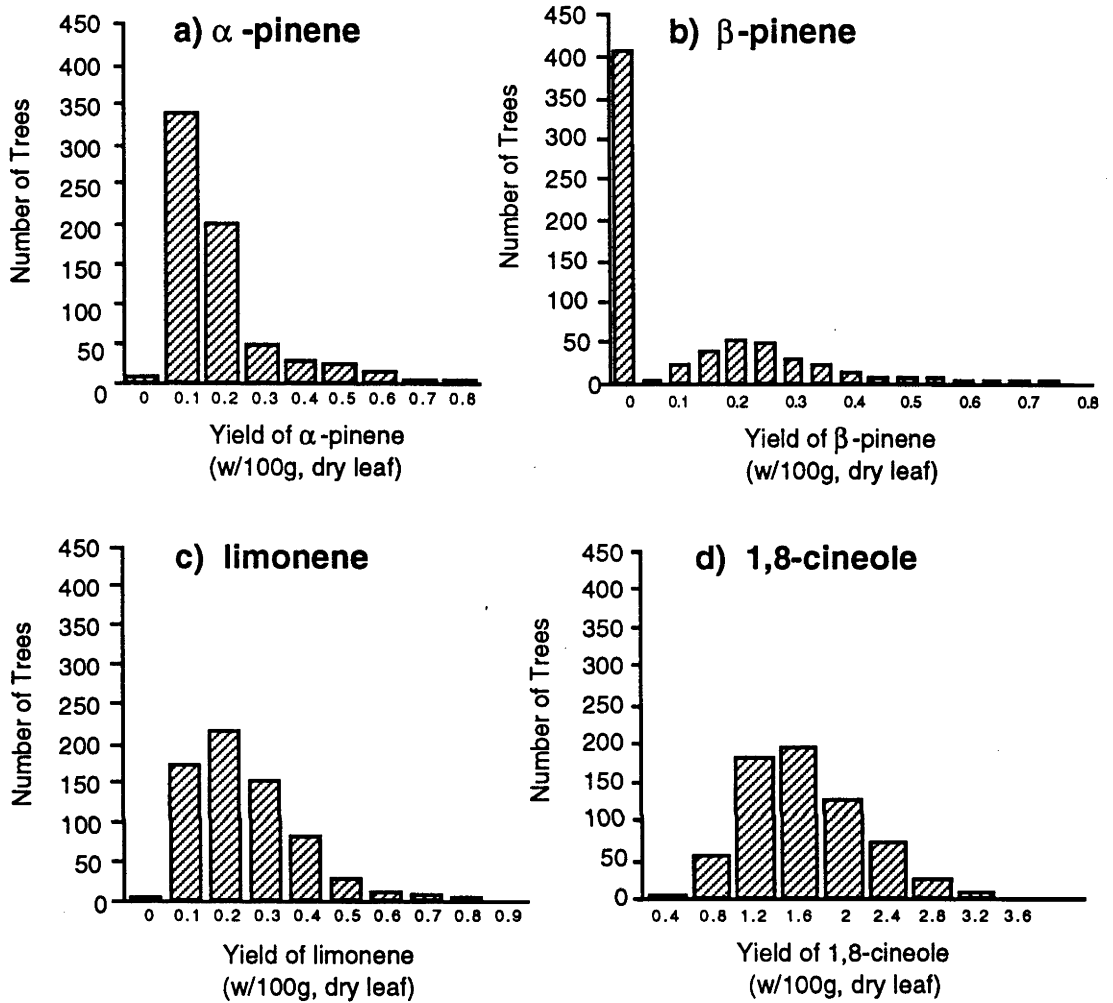 a) α -pinene
450
400
350
300
250
200
150
100
50
0
Number of Trees
0 0.1 0.2 0.3 0.4 0.5 0.6 0.7 0.8
Yield of α -pinene
(w/100g, dry leaf)
b) β-pinene
450
400
350
300
250
200
150
100
50
0
Number of Trees
0 0.1 0.2 0.3 0.4 0.5 0.6 0.7 0.8
Yield of β-pinene
(w/100g, dry leaf)
c) limonene
450
400
350
300
250
200
150
100
50
0
Number of Trees
0 0.1 0.2 0.3 0.4 0.5 0.6 0.7 0.8 0.9
Yield of limonene
(w/100g, dry leaf)
d) 1,8-cineole
450
400
350
300
250
200
150
100
50
0
Number of Trees
0.4 0.8 1.2 1.6 2 2.4 2.8 3.2 3.6
Yield of 1,8-cineole
(w/100g, dry leaf)